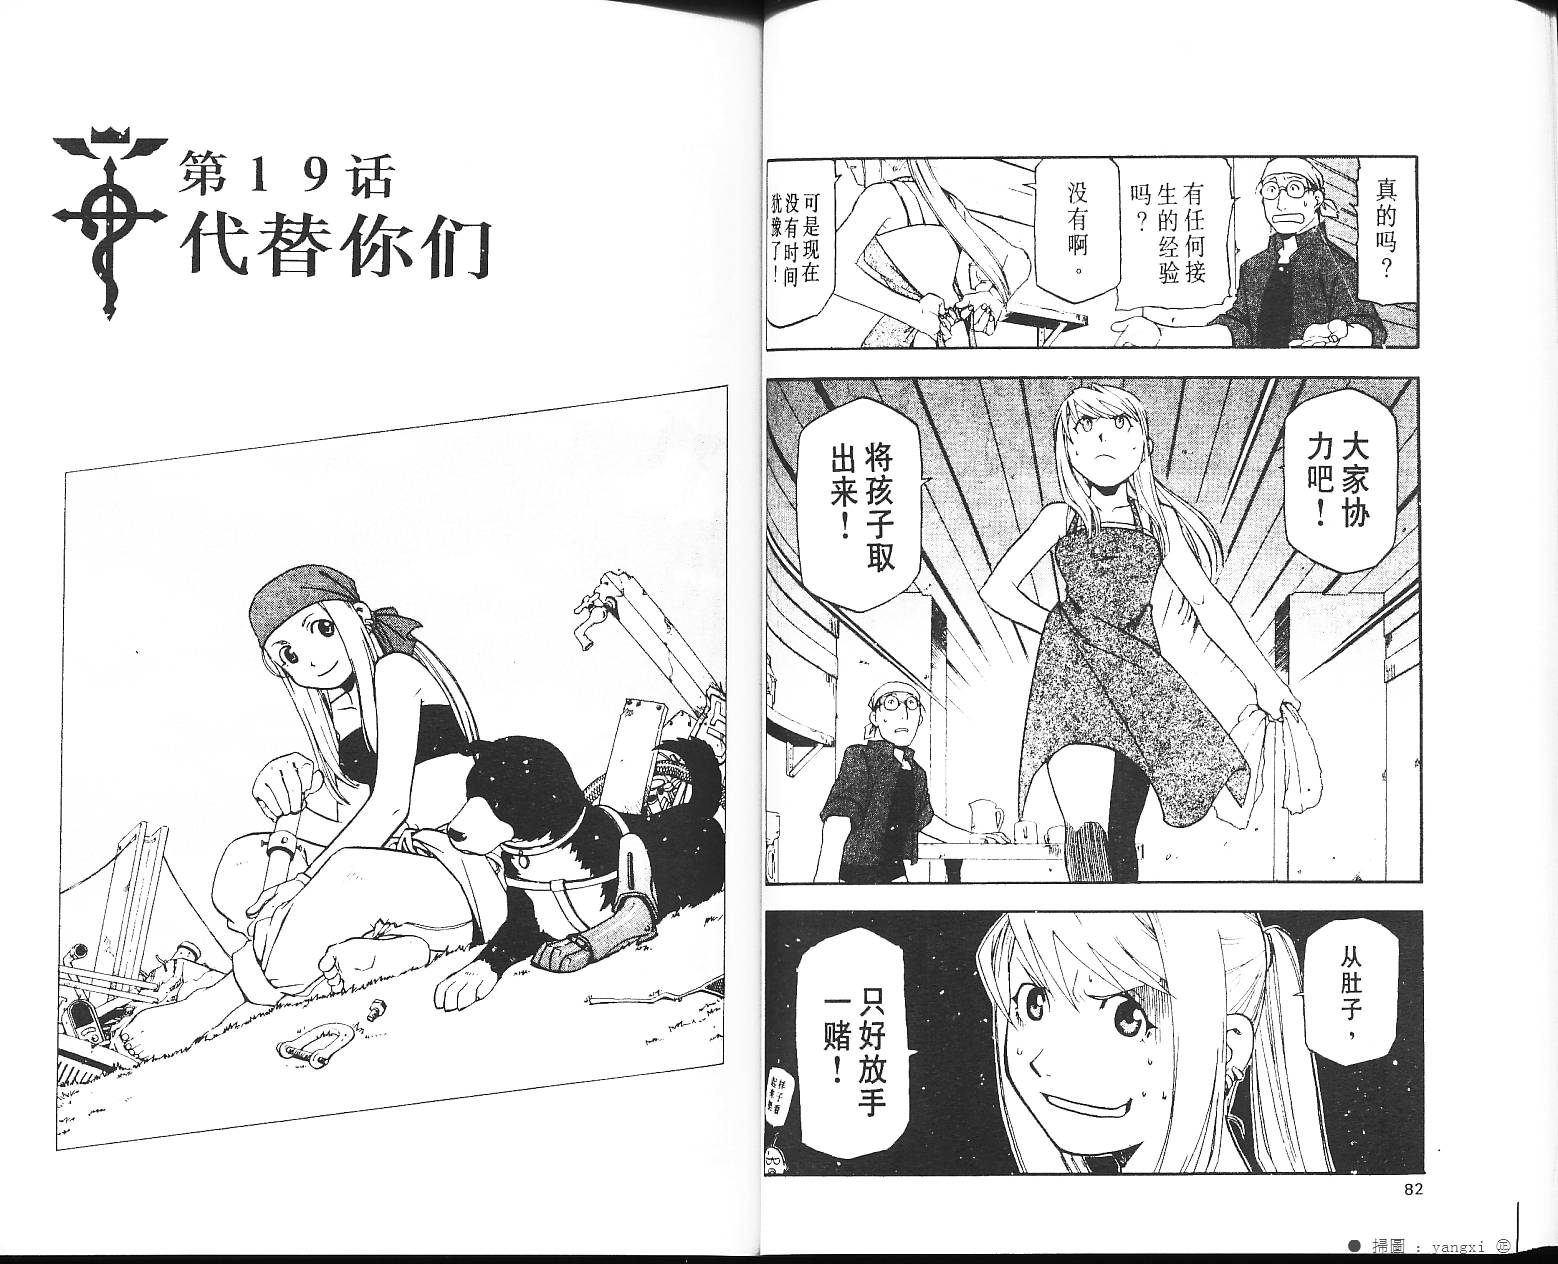 真的吗?
有任何接
生的经验
吗?
没有啊。
可是现在
没有时间
犹豫了!
大家协
力吧!
将孩子取
出来!
从肚子,
只好放手
一赌!
82
第19话
代替你们
● 掃圖 : yangxi ㊣